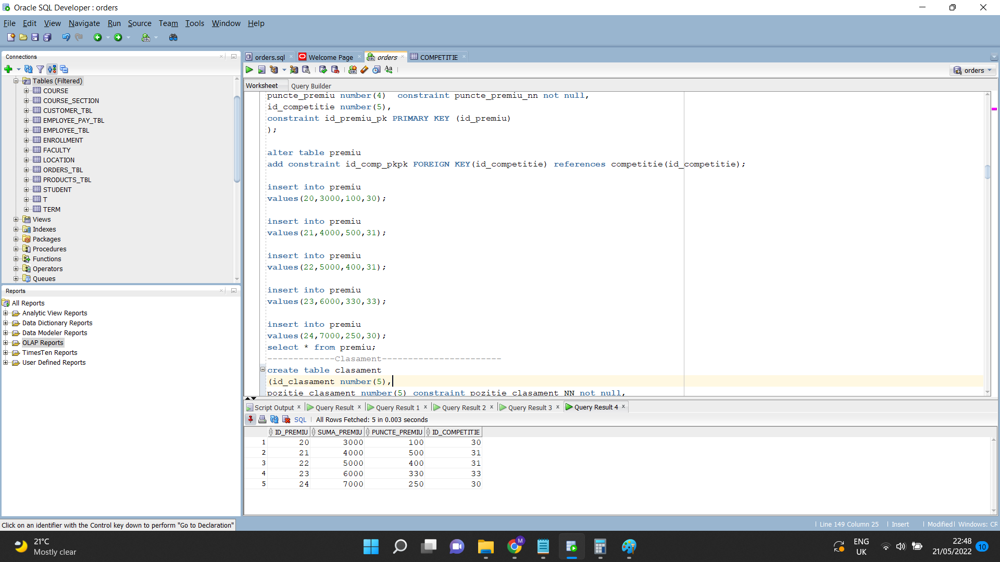 Oracle SQL Developer : orders
File Edit View Navigate Run Source Team Tools Window Help
Connections
Tables (Filtered)
COURSE
COURSE_SECTION
CUSTOMER_TBL
EMPLOYEE_PAY_TBL
EMPLOYEE_TBL
ENROLLMENT
FACULTY
LOCATION
ORDERS_TBL
PRODUCTS_TBL
STUDENT
T
TERM
Views
Indexes
Packages
Procedures
Functions
Operators
Queues
Reports
All Reports
Analytic View Reports
Data Dictionary Reports
Data Modeler Reports
OLAP Reports
TimesTen Reports
User Defined Reports
orders.sql Welcome Page orders COMPETITIE
orders
Worksheet Query Builder
puncte_premiu number(4)  constraint puncte_premiu_nn not null,
id_competitie number(5),
constraint id_premiu_pk PRIMARY KEY (id_premiu)
);
alter table premiu
add constraint id_comp_pkpk FOREIGN KEY(id_competitie) references competitie(id_competitie);
insert into premiu
values(20,3000,100,30);
insert into premiu
values(21,4000,500,31);
insert into premiu
values(22,5000,400,31);
insert into premiu
values(23,6000,330,33);
insert into premiu
values(24,7000,250,30);
select * from premiu;
-------------Clasament-----------------------
create table clasament
(id_clasament number(5),
pozitie_clasament number(5) constraint pozitie_clasament_NN not null,
Script Output Query Result Query Result 1 Query Result 2 Query Result 3 Query Result 4
SQL All Rows Fetched: 5 in 0.003 seconds
ID_PREMIU SUMA_PREMIU PUNCTE_PREMIU ID_COMPETITIE
1 20 3000 100 30
2 21 4000 500 31
3 22 5000 400 31
4 23 6000 330 33
5 24 7000 250 30
Click on an identifier with the Control key down to perform "Go to Declaration"
Line 149 Column 25 Insert Modified Windows: CR
21°C
Mostly clear
M
ENG
UK
22:48
21/05/2022
10